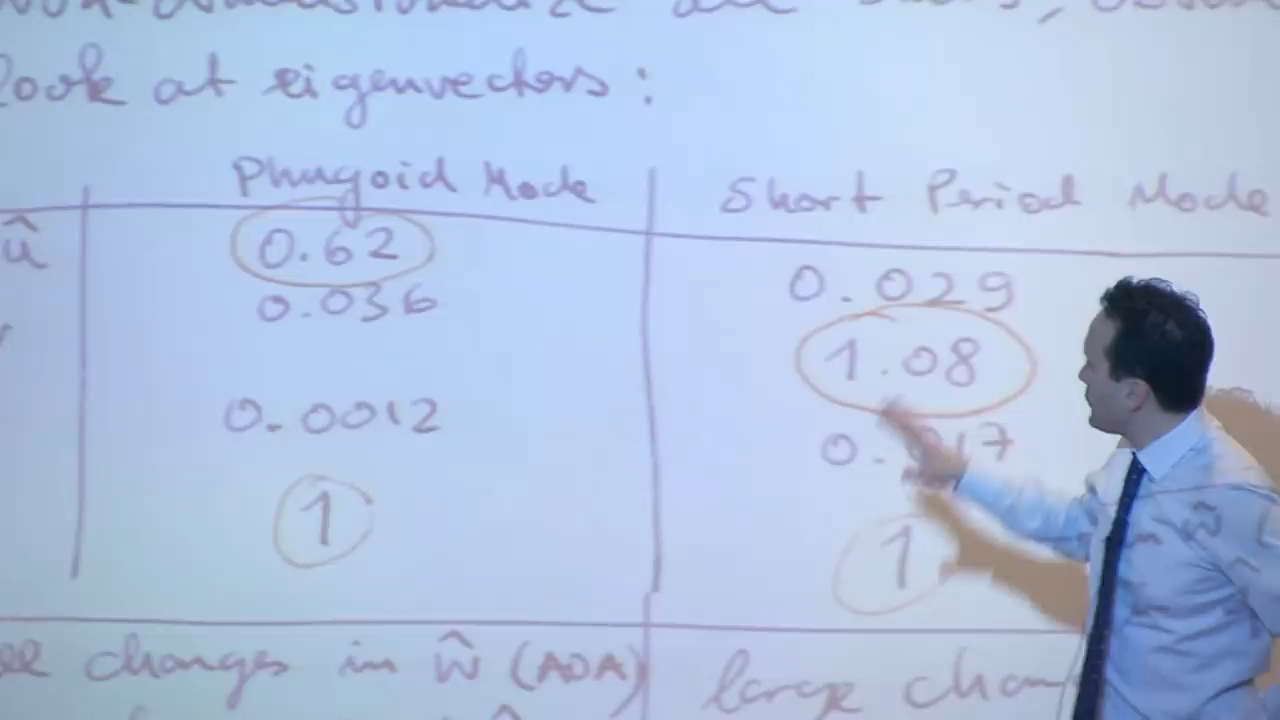 look at eigenvectors:
Phugoid Mode Short Period Mode
û 0.62 0.029
0.036 1.08
0.0012
1 1
changes in ŵ (AOA) large